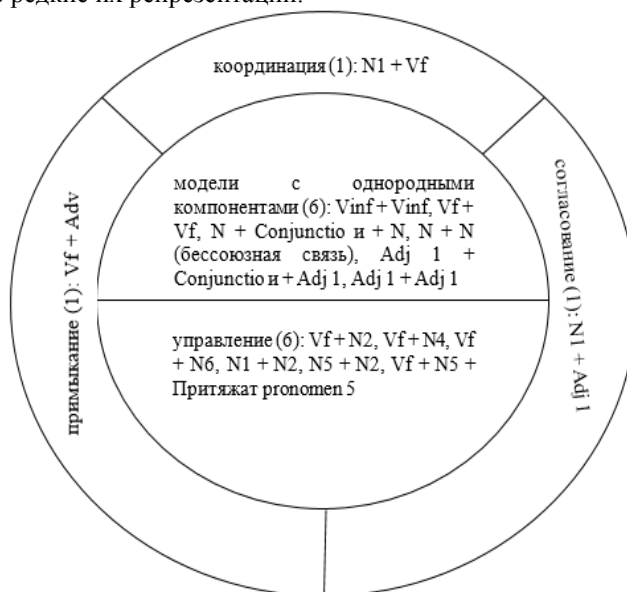 редкие их репрезентации.
координация (1): N1 + Vf
примыкание (1): Vf + Adv
модели с однородными
компонентами (6): Vinf + Vinf, Vf +
Vf, N + Conjunctio и + N, N + N
(бессоюзная связь), Adj 1 +
Conjunctio и + Adj 1, Adj 1 + Adj 1
согласование (1): N1 + Adj 1
управление (6): Vf + N2, Vf + N4, Vf
+ N6, N1 + N2, N5 + N2, Vf + N5 +
Притяжат pronomen 5